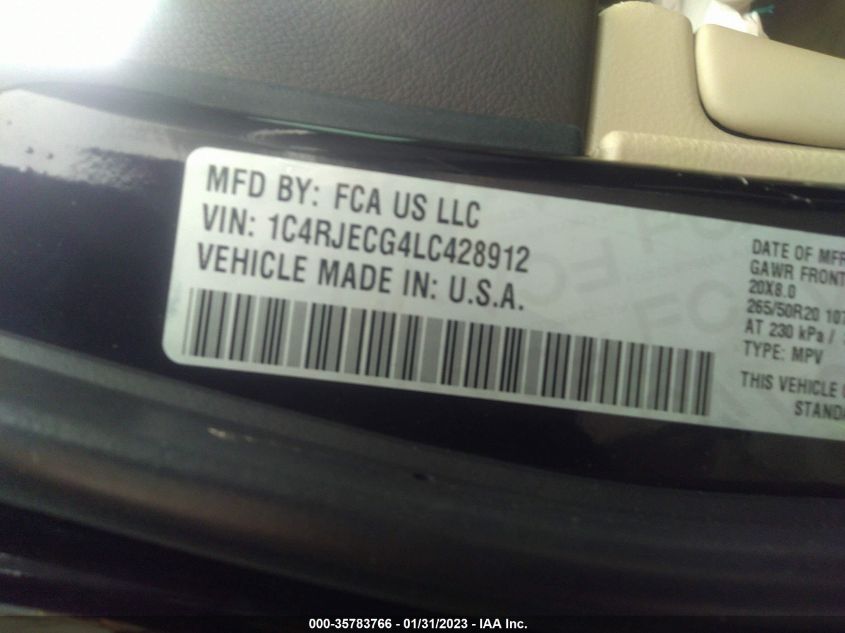 MFD BY: FCA US LLC
VIN: 1C4RJECG4LC428912
VEHICLE MADE IN: U.S.A.
DATE OF MFR
GAWR FRONT
20X8.0
265/50R20 107
AT 230 kPa /
TYPE: MPV
THIS VEHICLE
STANDA
000-35783766 - 01/31/2023 - IAA Inc.